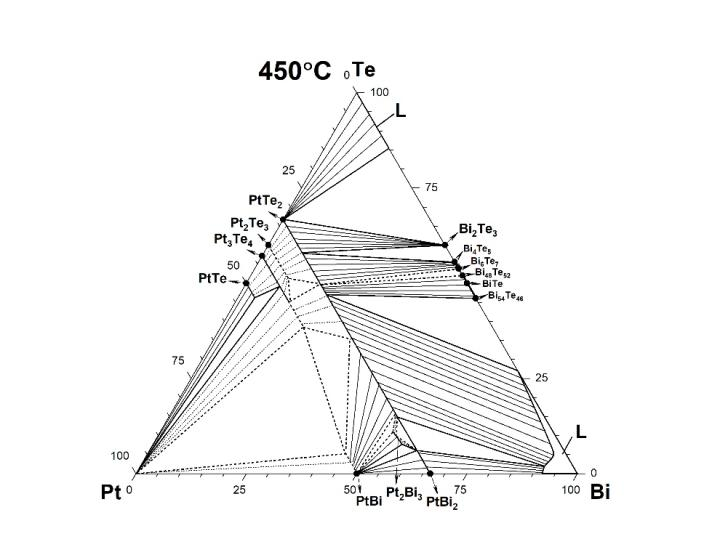 450°C 0 Te
100
L
25
75
PtTe2
Pt2Te3
Bi2Te3
Pt3Te4
Bi4Te5
50
Bi6Te7
PtTe
Bi48Te52
BiTe
Bi54Te46
75
25
L
100
0
Pt 0 25 50 75 100 Bi
PtBi Pt2Bi3 PtBi2